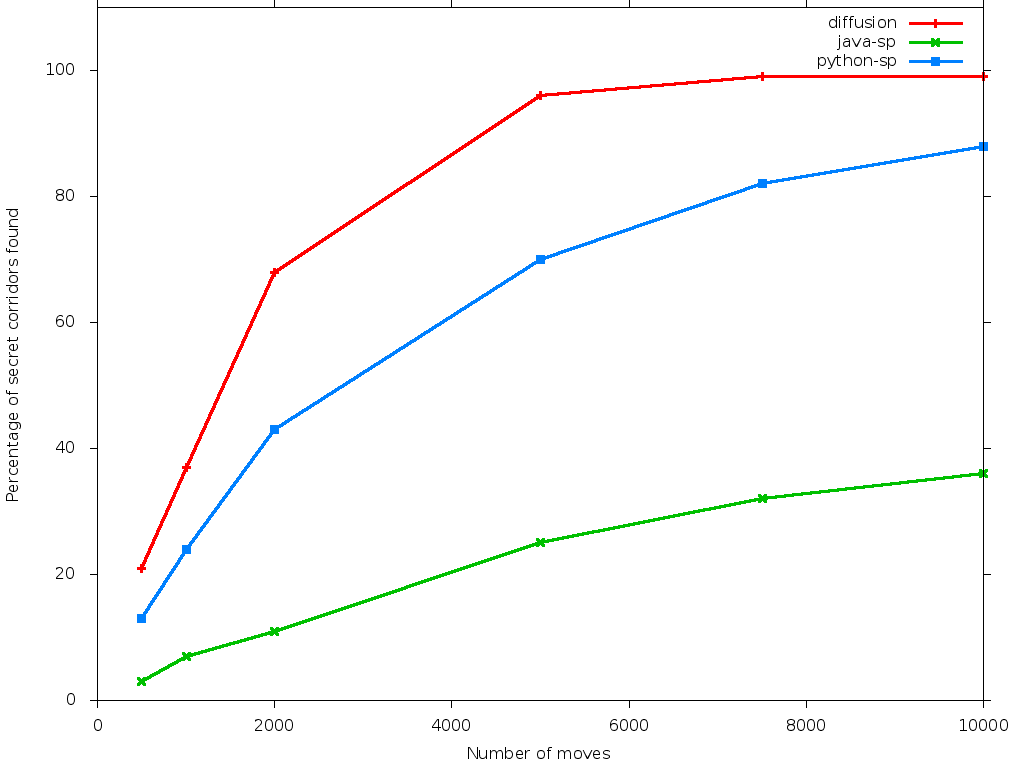 diffusion
java-sp
python-sp
100
80
60
40
20
0
Percentage of secret corridors found
0 2000 4000 6000 8000 10000
Number of moves